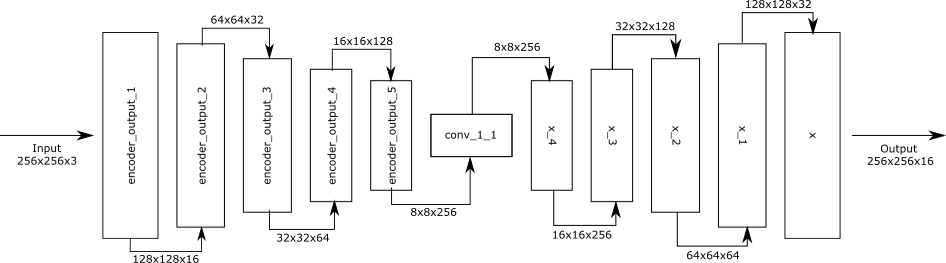 Input
256x256x3
encoder_output_1
128x128x16
encoder_output_2
64x64x32
encoder_output_3
32x32x64
encoder_output_4
16x16x128
encoder_output_5
8x8x256
conv_1_1
8x8x256
x_4
16x16x256
x_3
32x32x128
x_2
64x64x64
x_1
128x128x32
x
Output
256x256x16